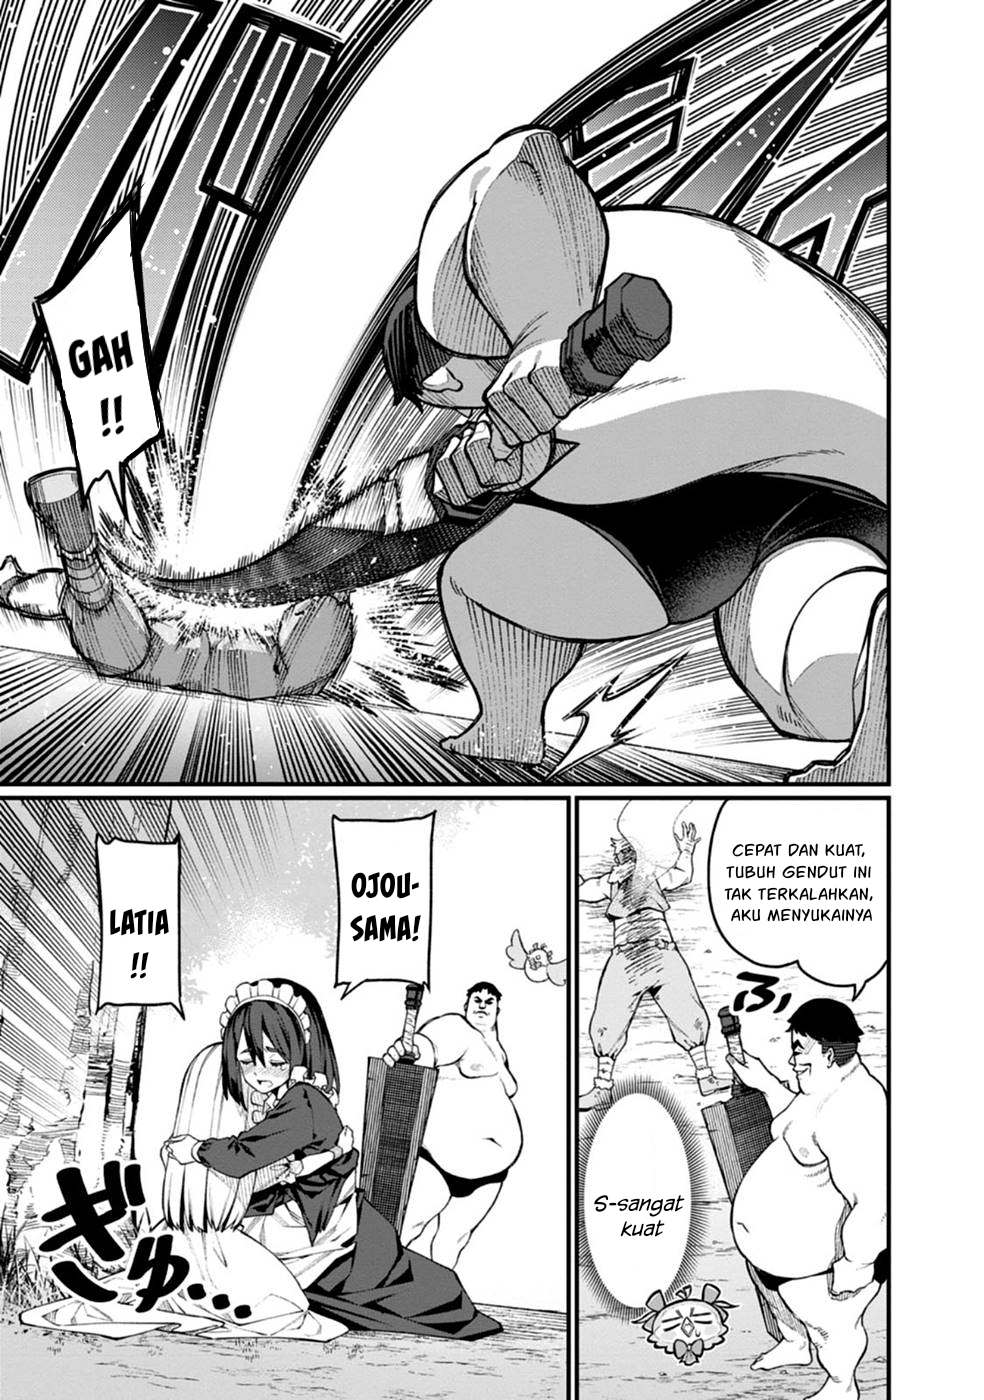 GAH
!!
CEPAT DAN KUAT,
TUBUH GENDUT INI
TAK TERKALAHKAN,
AKU MENYUKAINYA
ふぅ
S-sangat
kuat
OJOU-
SAMA!
LATIA
!!
ぎゅ...